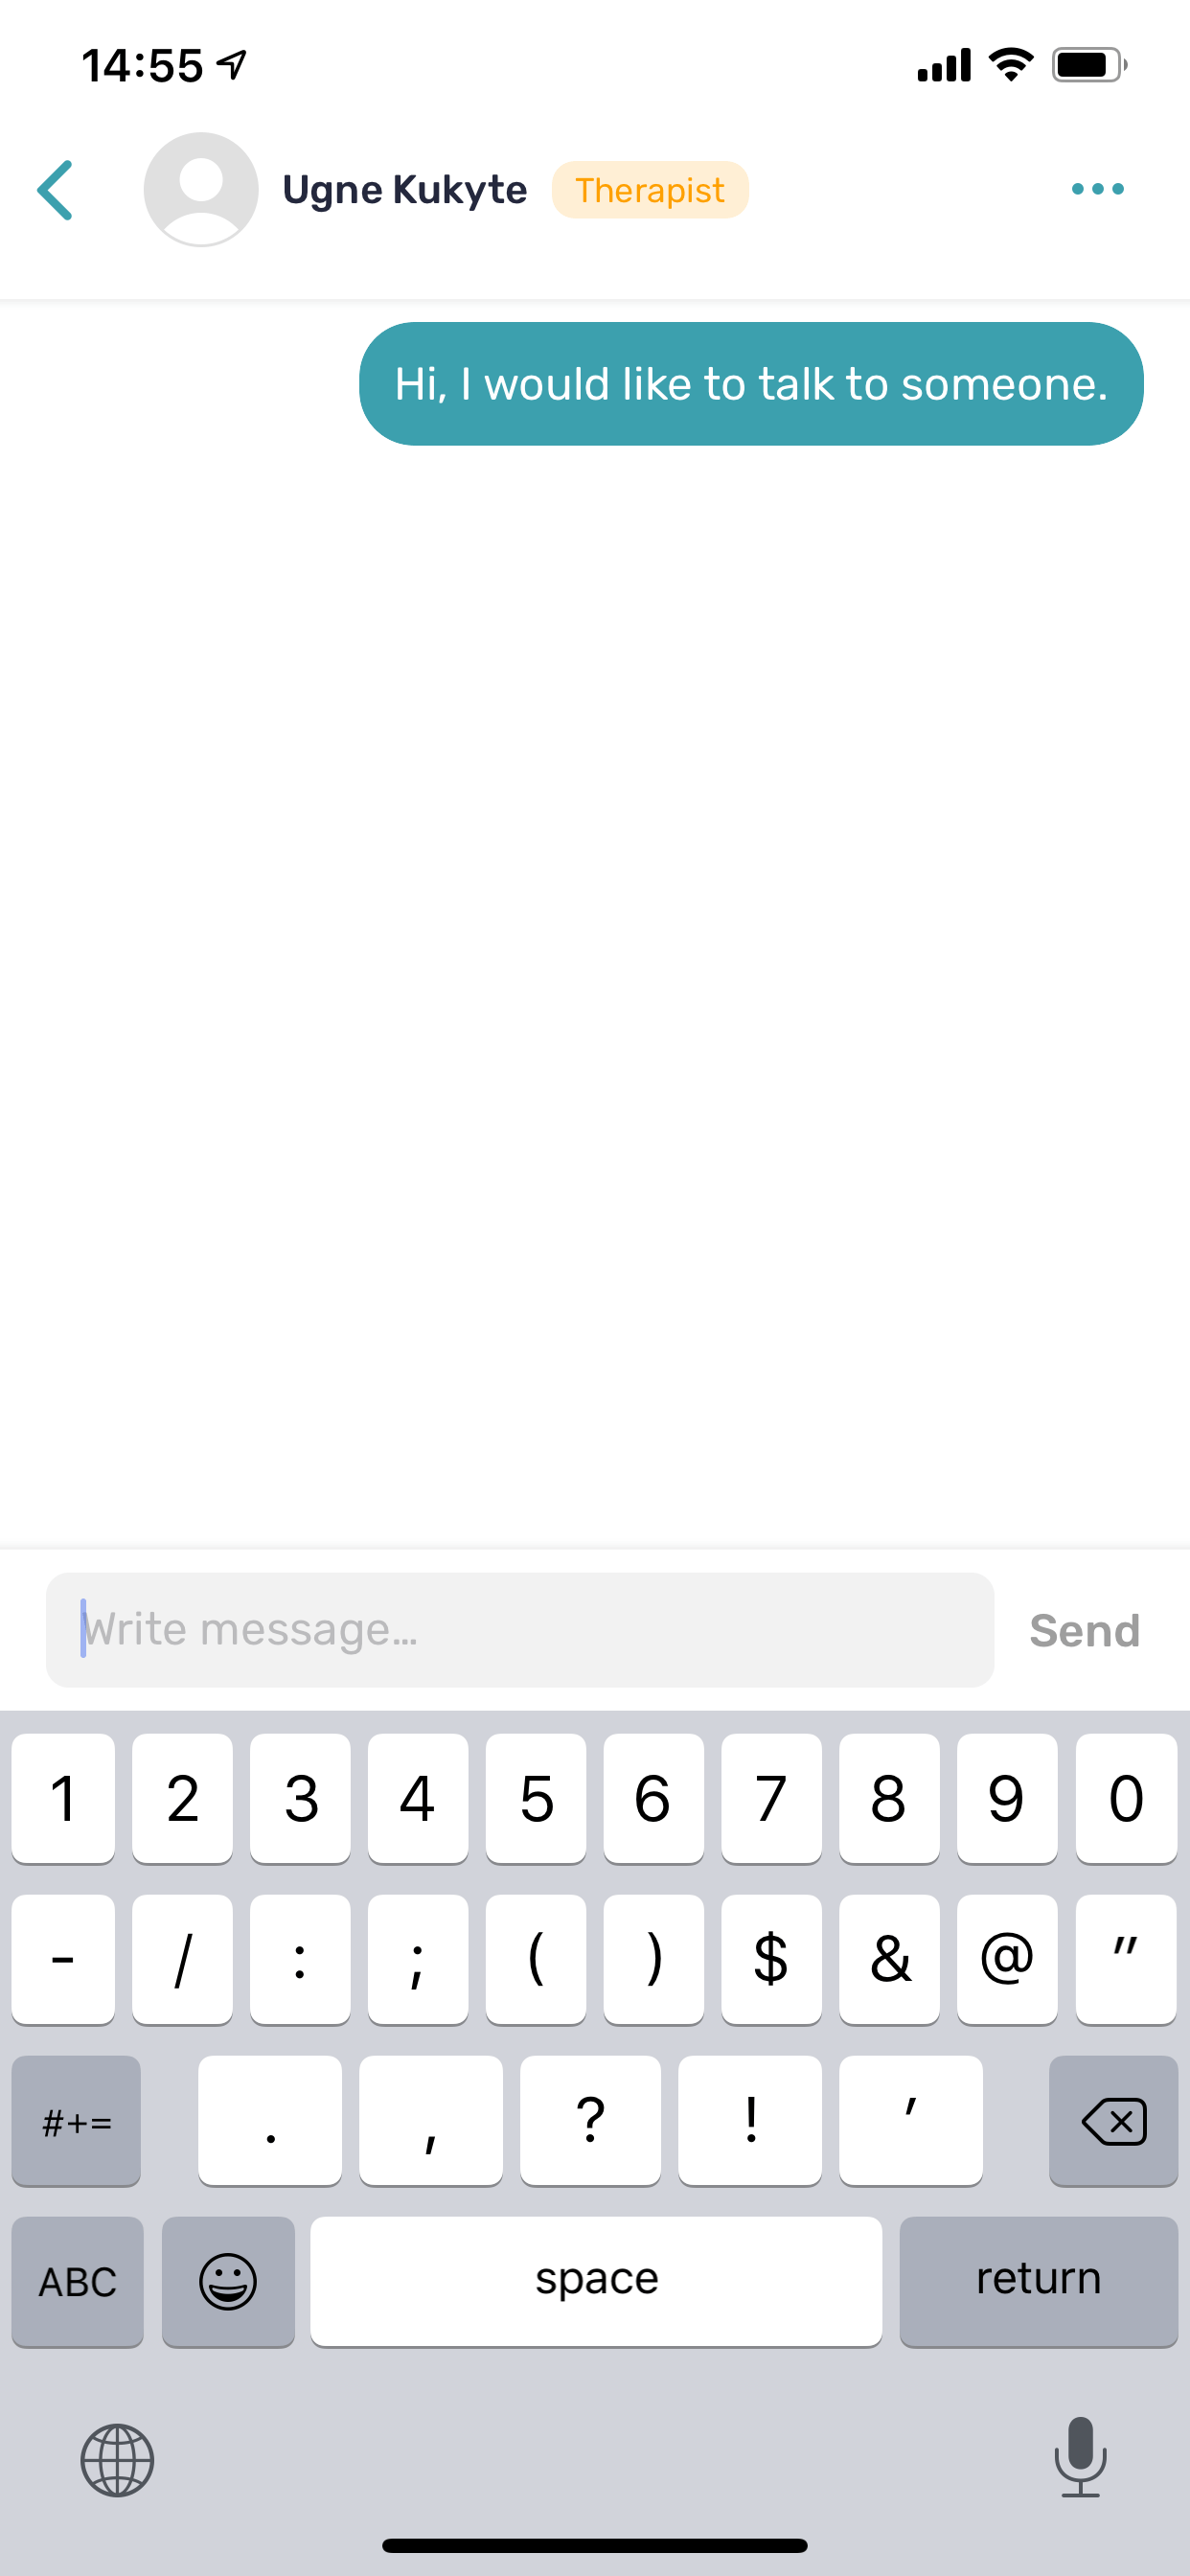 14:55
Ugne Kukyte Therapist
Hi, I would like to talk to someone.
Write message... Send
1 2 3 4 5 6 7 8 9 0
- / : ; ( ) $ & @ "
#+= . , ? ! '
ABC space return